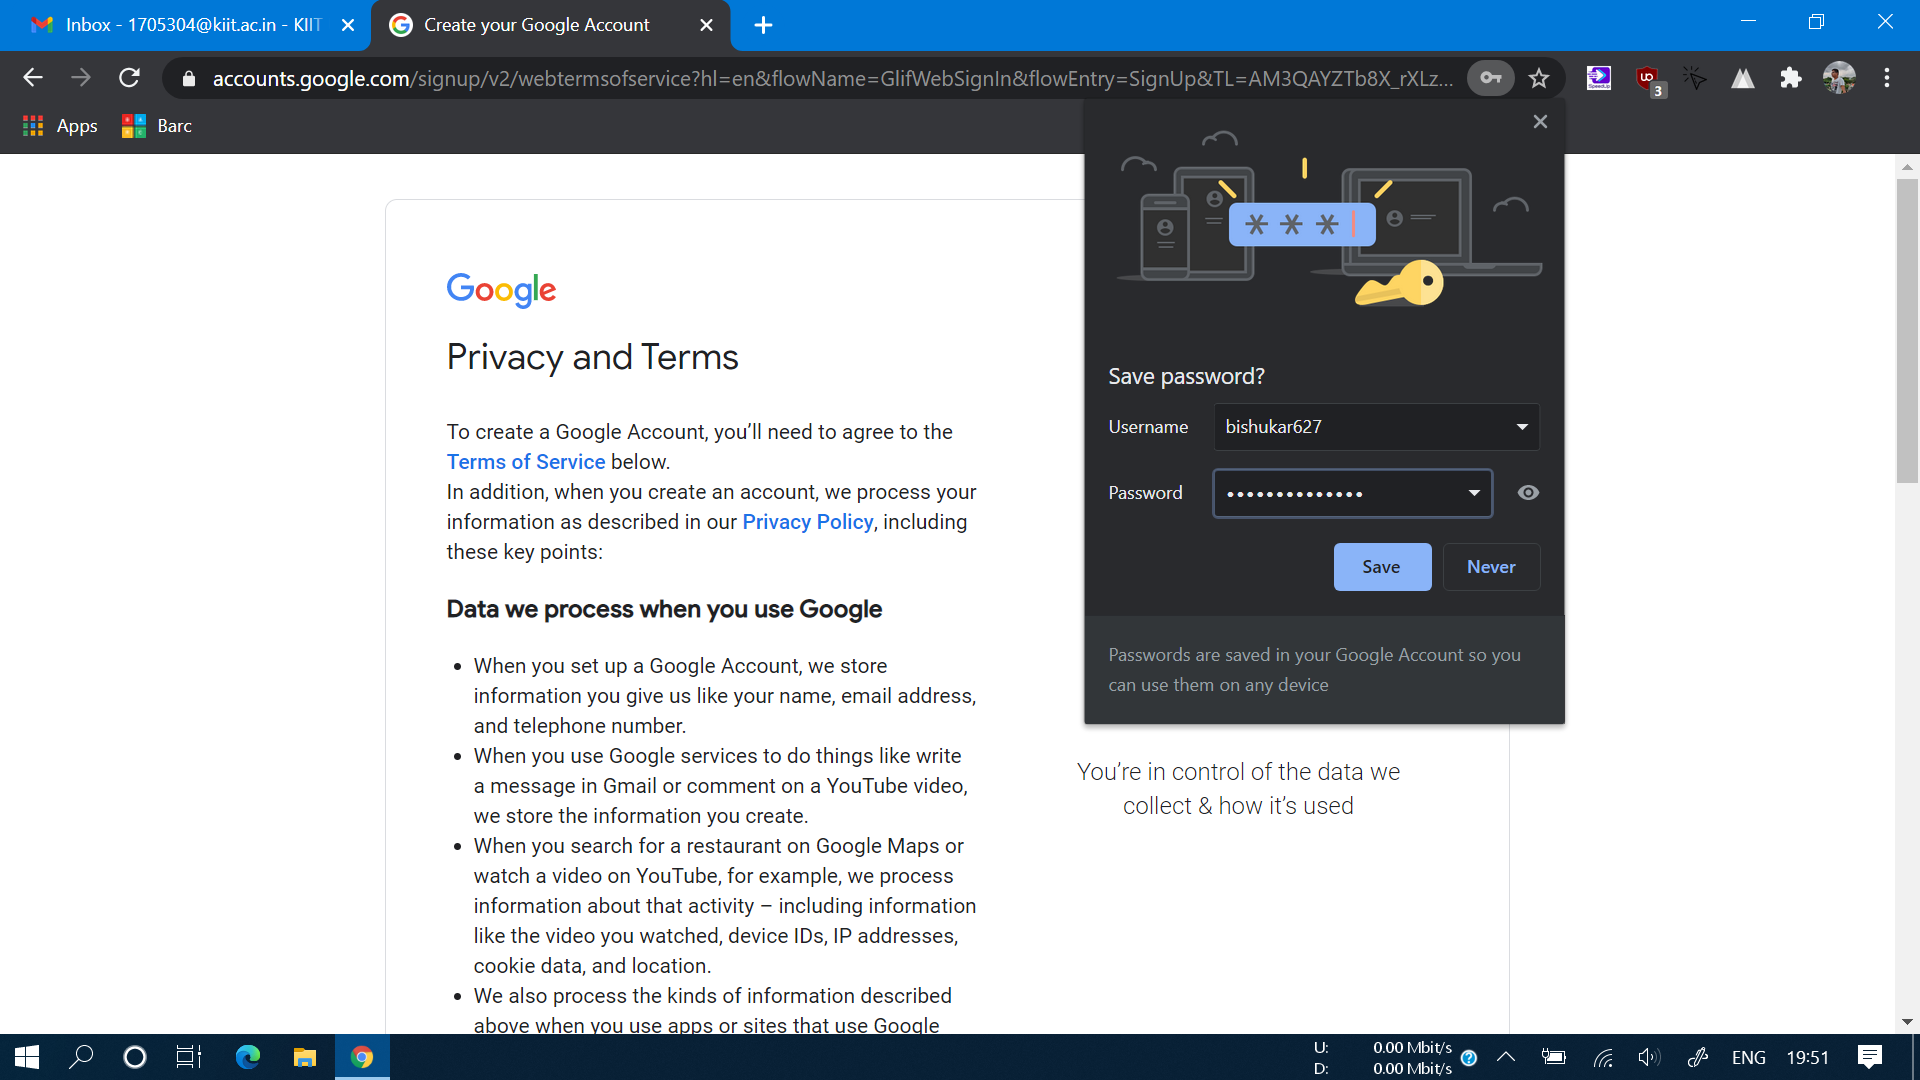 Inbox - 1705304@kiit.ac.in - KIIT
Create your Google Account
accounts.google.com/signup/v2/webtermsofservice?hl=en&flowName=GlifWebSignIn&flowEntry=SignUp&TL=AM3QAYZTb8X_rXLz...
SpeedUp
3
Apps
Barc
Google
Privacy and Terms
To create a Google Account, you’ll need to agree to the
Terms of Service below.
In addition, when you create an account, we process your
information as described in our Privacy Policy, including
these key points:
Data we process when you use Google
• When you set up a Google Account, we store
information you give us like your name, email address,
and telephone number.
• When you use Google services to do things like write
a message in Gmail or comment on a YouTube video,
we store the information you create.
• When you search for a restaurant on Google Maps or
watch a video on YouTube, for example, we process
information about that activity – including information
like the video you watched, device IDs, IP addresses,
cookie data, and location.
• We also process the kinds of information described
above when you use apps or sites that use Google
***
Save password?
Username
bishukar627
Password
••••••••••••••
Save
Never
Passwords are saved in your Google Account so you
can use them on any device
You’re in control of the data we
collect & how it’s used
U: 0.00 Mbit/s
D: 0.00 Mbit/s
ENG
19:51